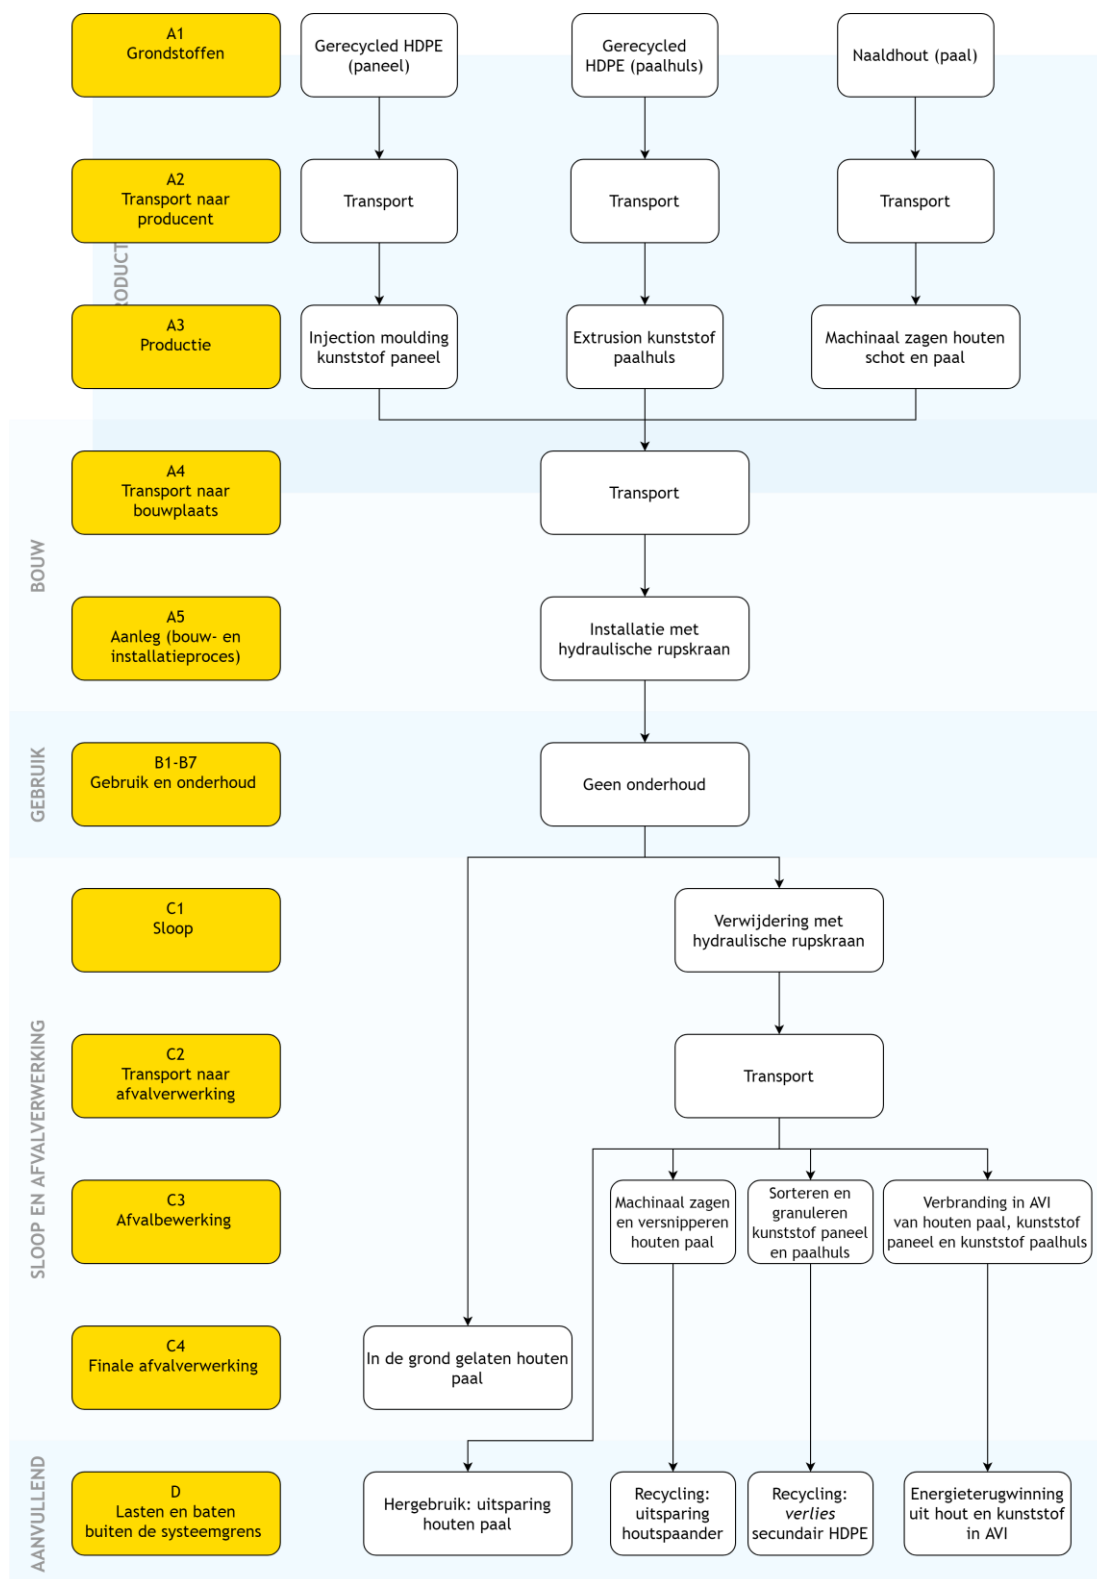 A1
Grondstoffen
Gerecycled HDPE
(paneel)
Gerecycled
HDPE (paalhuls)
Naaldhout (paal)
A2
Transport naar
producent
Transport
Transport
Transport
A3
Productie
Injection moulding
kunststof paneel
Extrusion kunststof
paalhuls
Machinaal zagen houten
schot en paal
BOUW
A4
Transport naar
bouwplaats
Transport
A5
Aanleg (bouw- en
installatieproces)
Installatie met
hydraulische rupskraan
GEBRUIK
B1-B7
Gebruik en onderhoud
Geen onderhoud
SLOOP EN AFVALVERWERKING
C1
Sloop
Verwijdering met
hydraulische rupskraan
C2
Transport naar
afvalverwerking
Transport
C3
Afvalbewerking
Machinaal zagen
en versnipperen
houten paal
Sorteren en
granuleren
kunststof paneel
en paalhuls
Verbranding in AVI
van houten paal, kunststof
paneel en kunststof paalhuls
C4
Finale afvalverwerking
In de grond gelaten houten
paal
AANVULLEND
D
Lasten en baten
buiten de systeemgrens
Hergebruik: uitsparing
houten paal
Recycling:
uitsparing
houtspaander
Recycling:
verlies
secundair HDPE
Energieterugwinning
uit hout en kunststof
in AVI